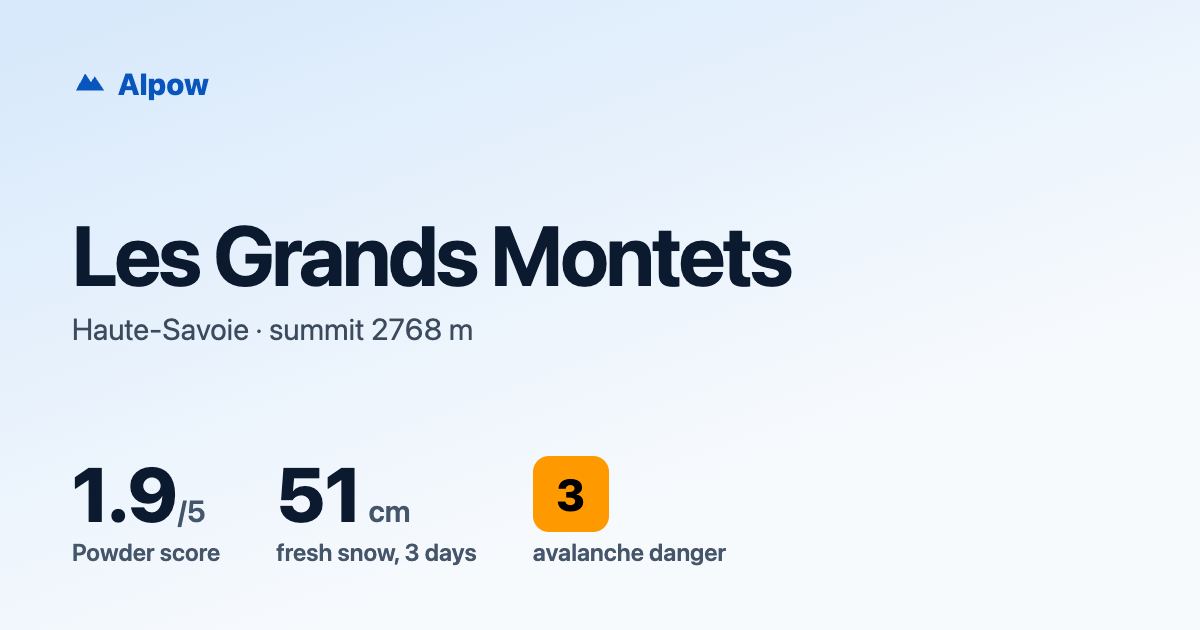 Alpow
Les Grands Montets
Haute-Savoie · summit 2768 m
1.9/5 51 cm 3
Powder score fresh snow, 3 days avalanche danger